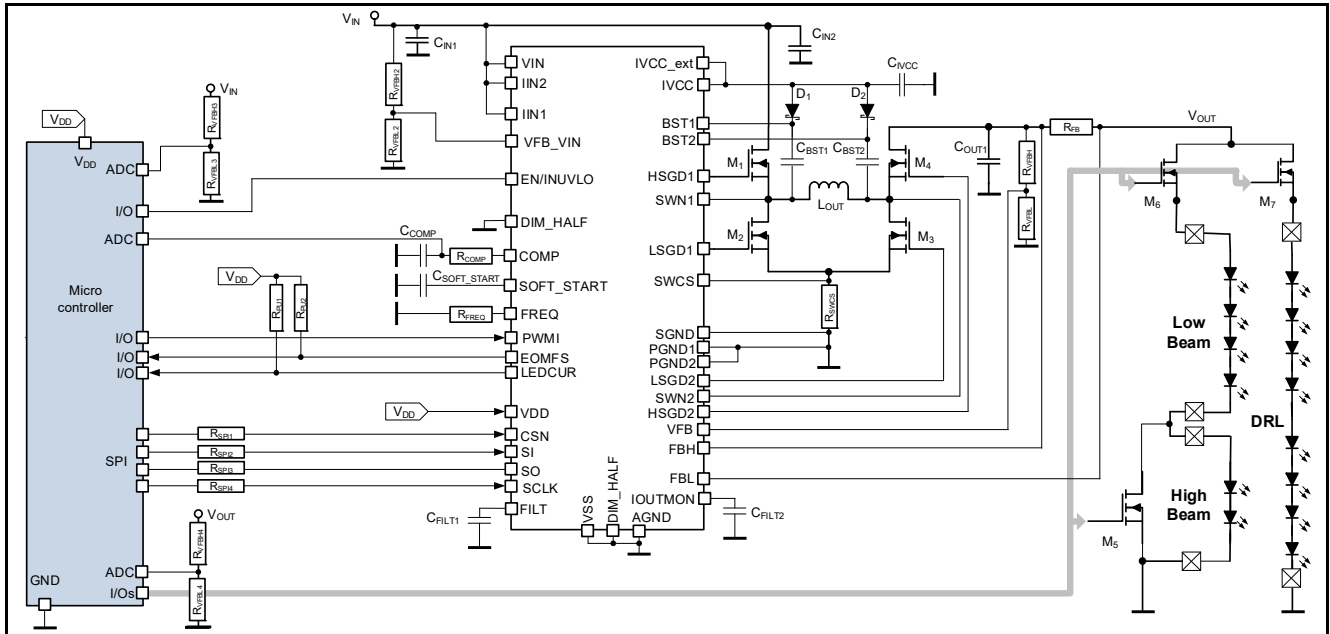 VIN
CIN1
CIN2
RVFBH2
RVFBL2
VIN
IIN2
IIN1
VFB_VIN
EN/INUVLO
DIM_HALF
COMP
SOFT_START
FREQ
PWMI
EOMFS
LEDCUR
VDD
CSN
SI
SO
SCLK
FILT
VSS
DIM_HALF
AGND
IVCC_ext
IVCC
BST1
BST2
HSGD1
SWN1
LSGD1
SWCS
SGND
PGND1
PGND2
LSGD2
SWN2
HSGD2
VFB
FBH
FBL
IOUTMON
VIN
RVFBH3
RVFBL3
VDD
VDD
ADC
I/O
ADC
Micro
controller
I/O
I/O
I/O
SPI
ADC
I/Os
GND
CCOMP
RCOMP
CSOFT_START
RFREQ
VDD
RPU1
RPU2
VDD
RSPI1
RSPI2
RSPI3
RSPI4
CFILT1
VOUT
RVFBH4
RVFBL4
CIVCC
D1
D2
CBST1
CBST2
M1
M2
M3
M4
LOUT
RSWCS
COUT1
RFB
RVFBH
RVFBL
VOUT
M6
M7
Low
Beam
DRL
High
Beam
M5
CFILT2